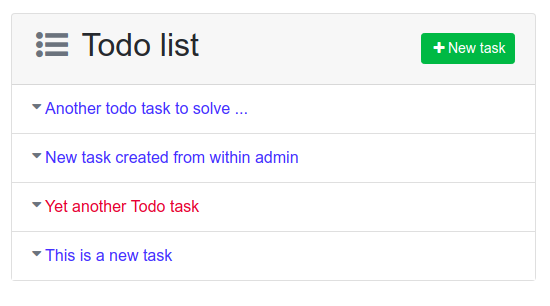 Todo list
New task
Another todo task to solve ...
New task created from within admin
Yet another Todo task
This is a new task